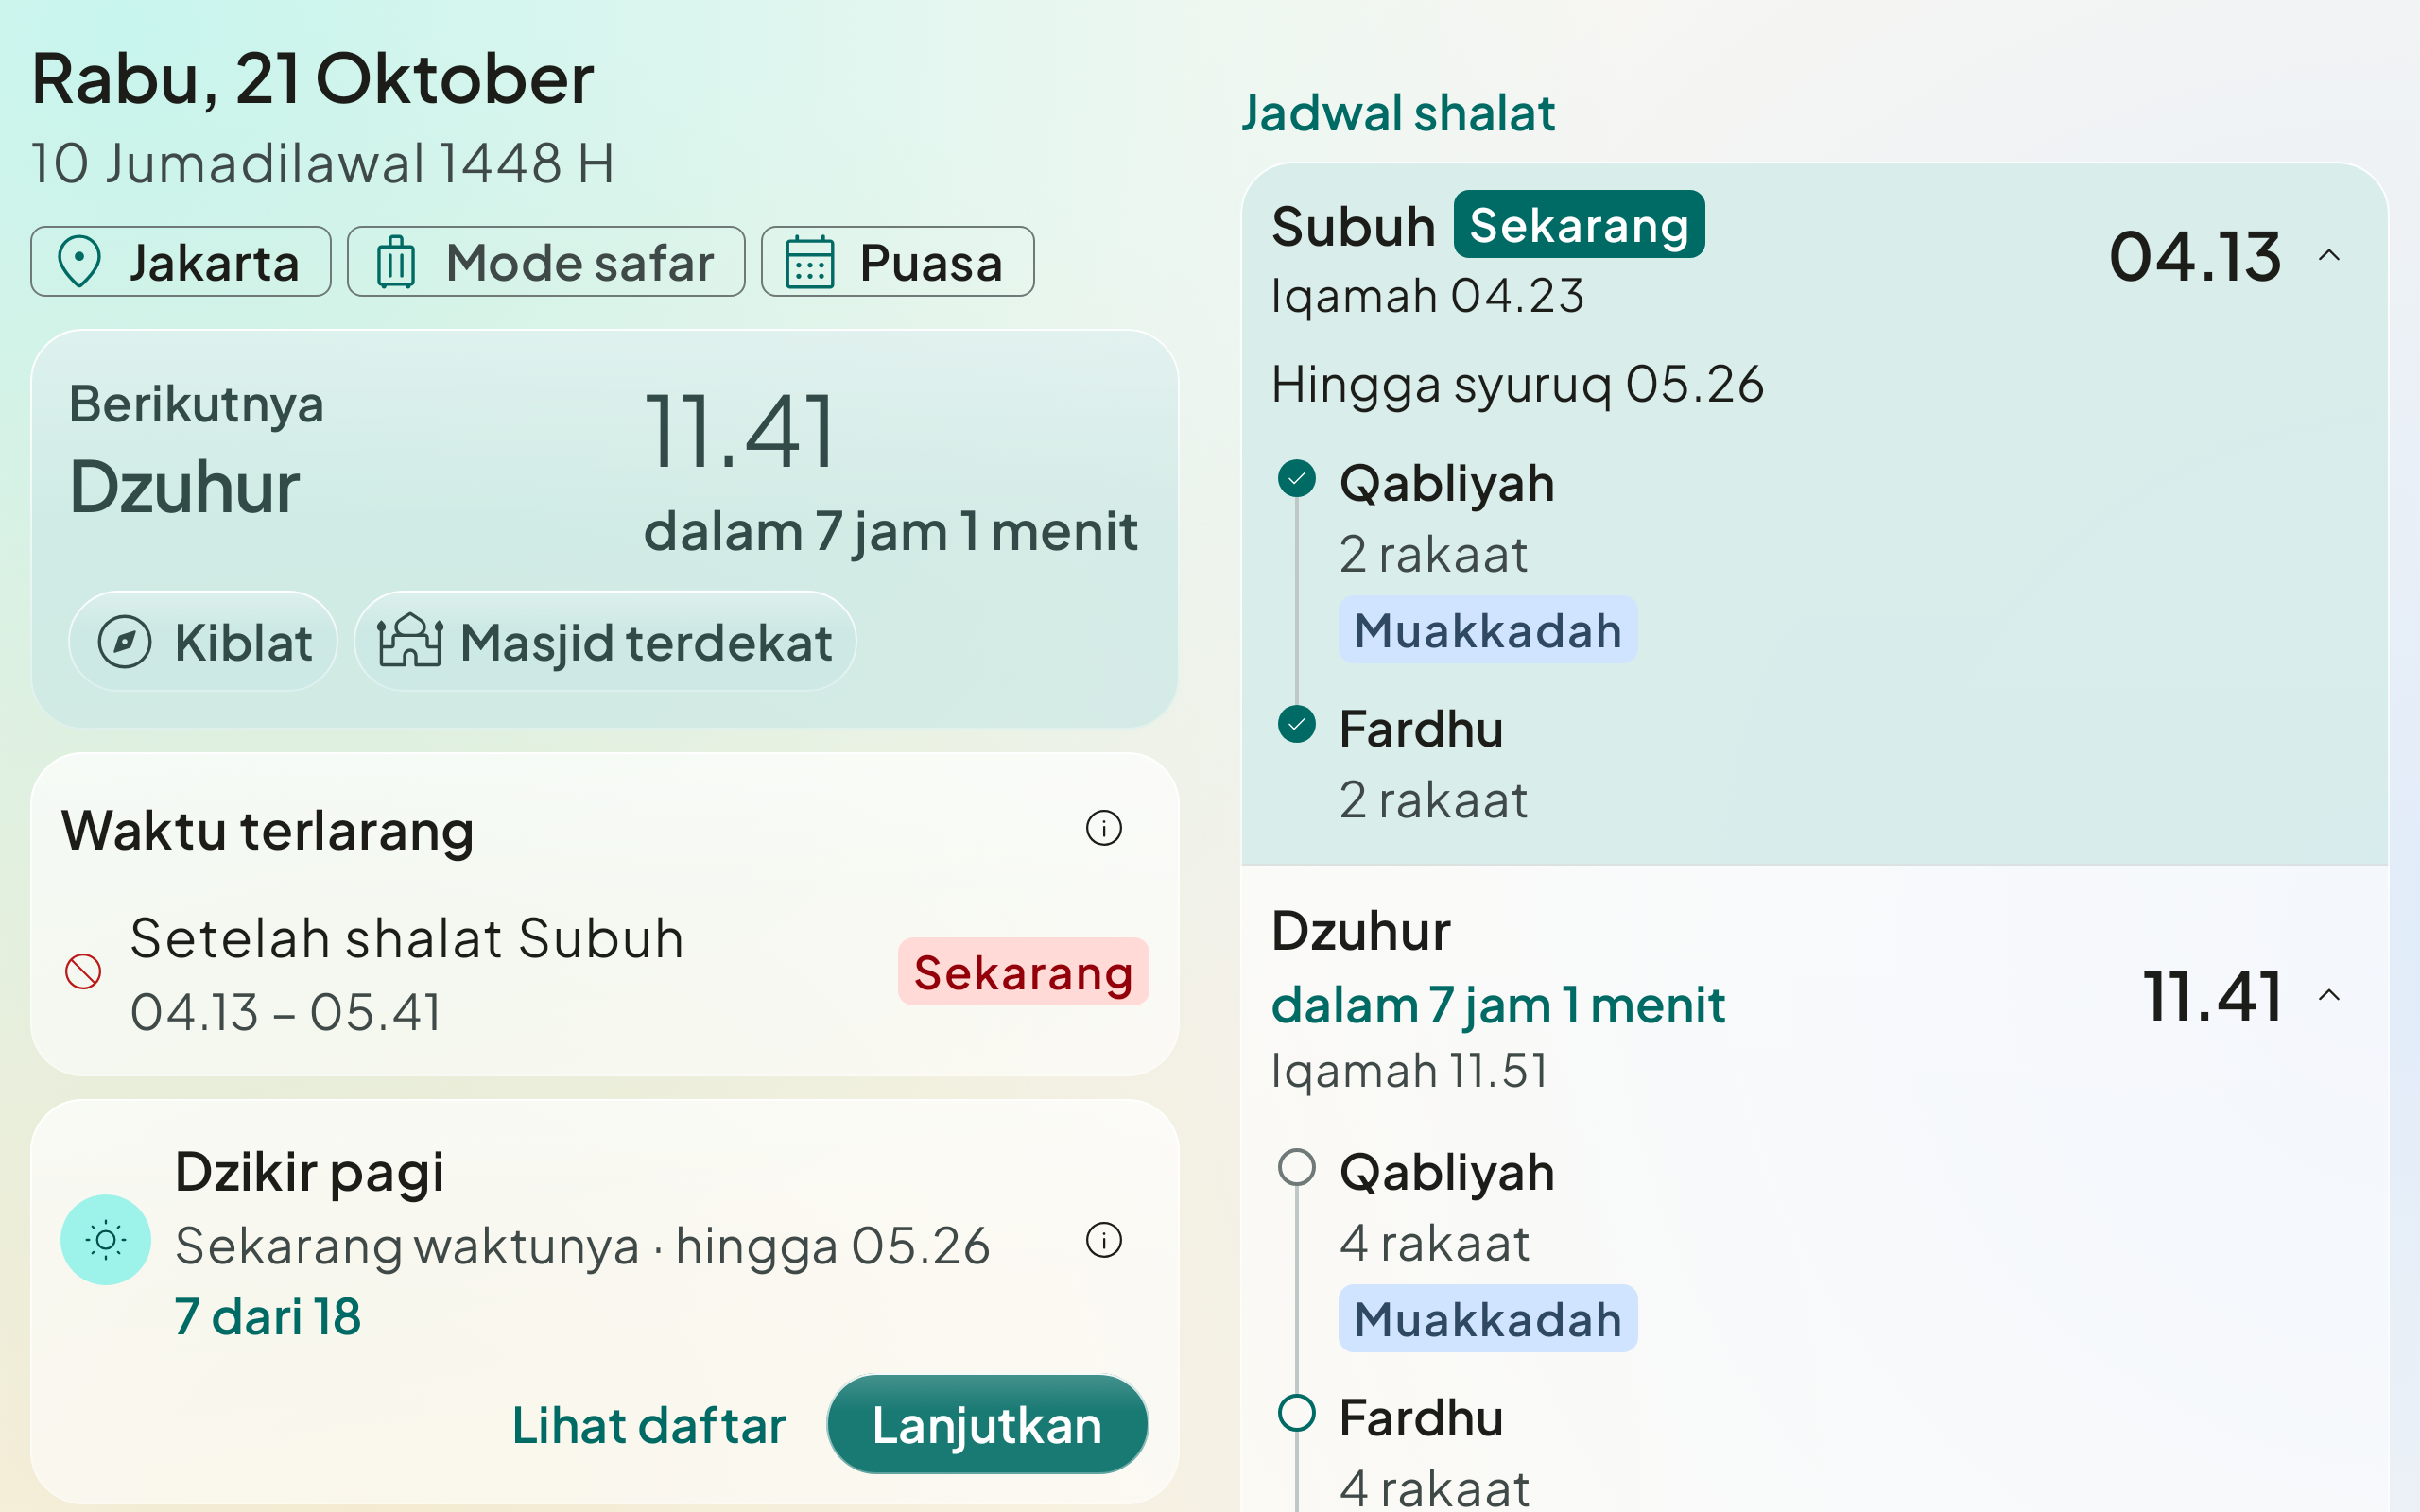 Rabu, 21 Oktober
10 Jumadilawal 1448 H
Jakarta
Mode safar
Puasa
Berikutnya
Dzuhur
11.41
dalam 7 jam 1 menit
Kiblat
Masjid terdekat
Waktu terlarang
Setelah shalat Subuh
04.13 – 05.41
Sekarang
Dzikir pagi
Sekarang waktunya · hingga 05.26
7 dari 18
Lihat daftar
Lanjutkan
Jadwal shalat
Subuh
Sekarang
04.13
Iqamah 04.23
Hingga syuruq 05.26
Qabliyah
2 rakaat
Muakkadah
Fardhu
2 rakaat
Dzuhur
dalam 7 jam 1 menit
11.41
Iqamah 11.51
Qabliyah
4 rakaat
Muakkadah
Fardhu
4 rakaat